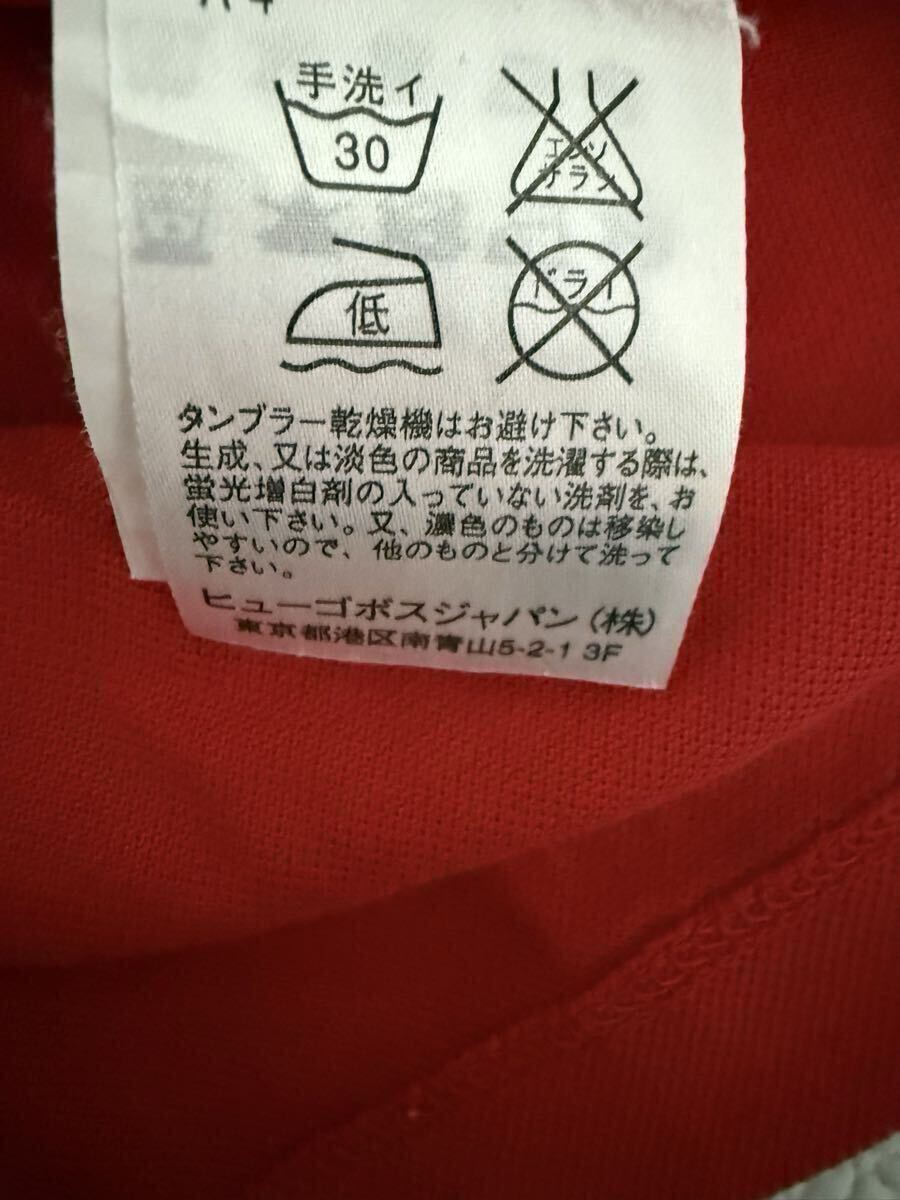 手洗イ
30
エンソ
サラシ
低
ドライ
タンブラー乾燥機はお避け下さい。
生成、又は淡色の商品を洗濯する際は、
蛍光増白剤の入っていない洗剤を、お
使い下さい。又、濃色のものは移染し
やすいので、他のものと分けて洗って
下さい。
ヒューゴボスジャパン(株)
東京都港区南青山5-2-1 3F